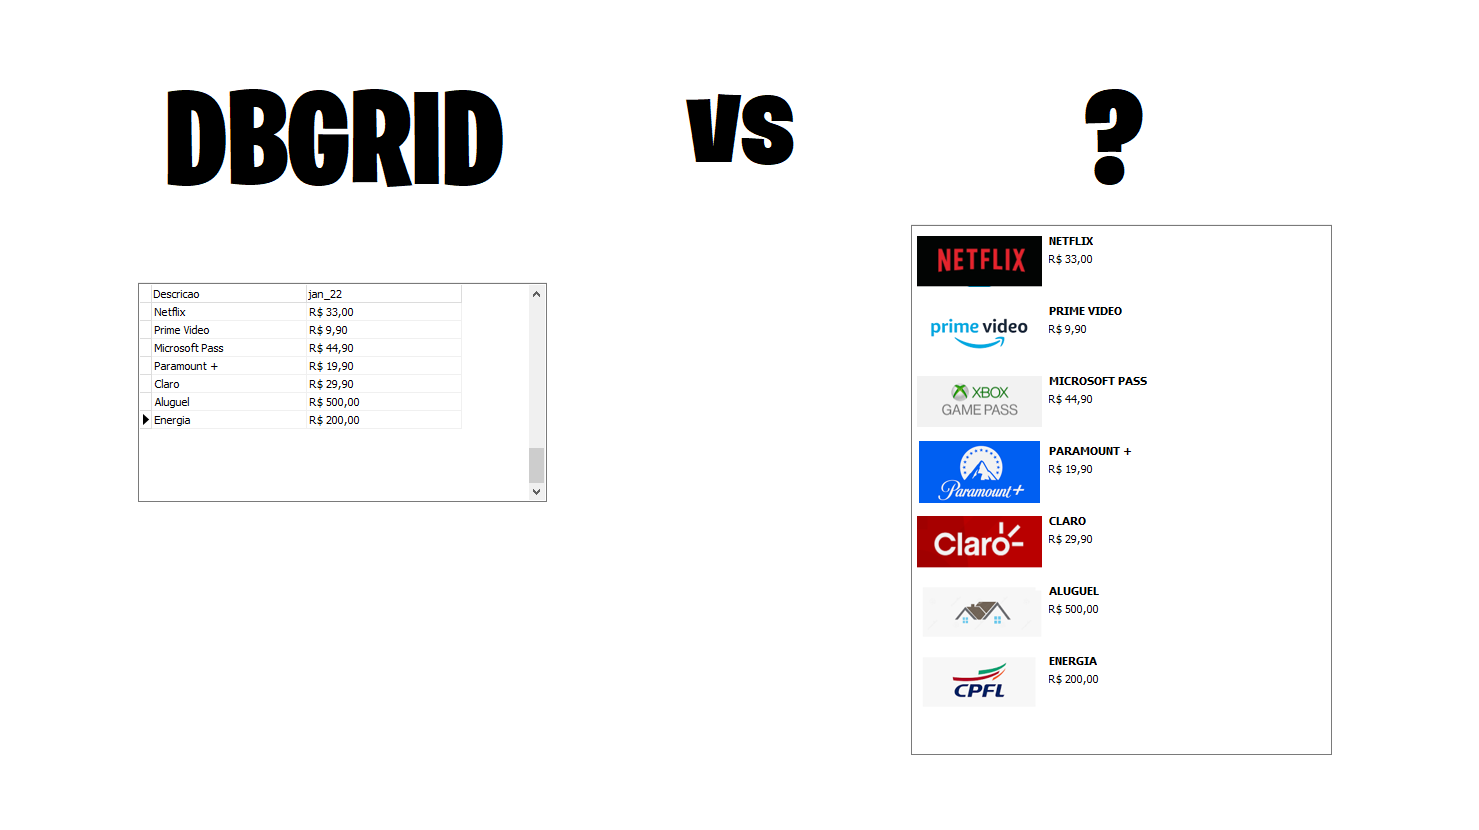 DBGRID vs ?
Descricao jan_22
Netflix R$ 33,00
Prime Video R$ 9,90
Microsoft Pass R$ 44,90
Paramount + R$ 19,90
Claro R$ 29,90
Aluguel R$ 500,00
Energia R$ 200,00
NETFLIX
NETFLIX
R$ 33,00
prime video
PRIME VIDEO
R$ 9,90
XBOX
GAME PASS
MICROSOFT PASS
R$ 44,90
Paramount+
PARAMOUNT +
R$ 19,90
Claro
CLARO
R$ 29,90
ALUGUEL
R$ 500,00
CPFL
ENERGIA
R$ 200,00